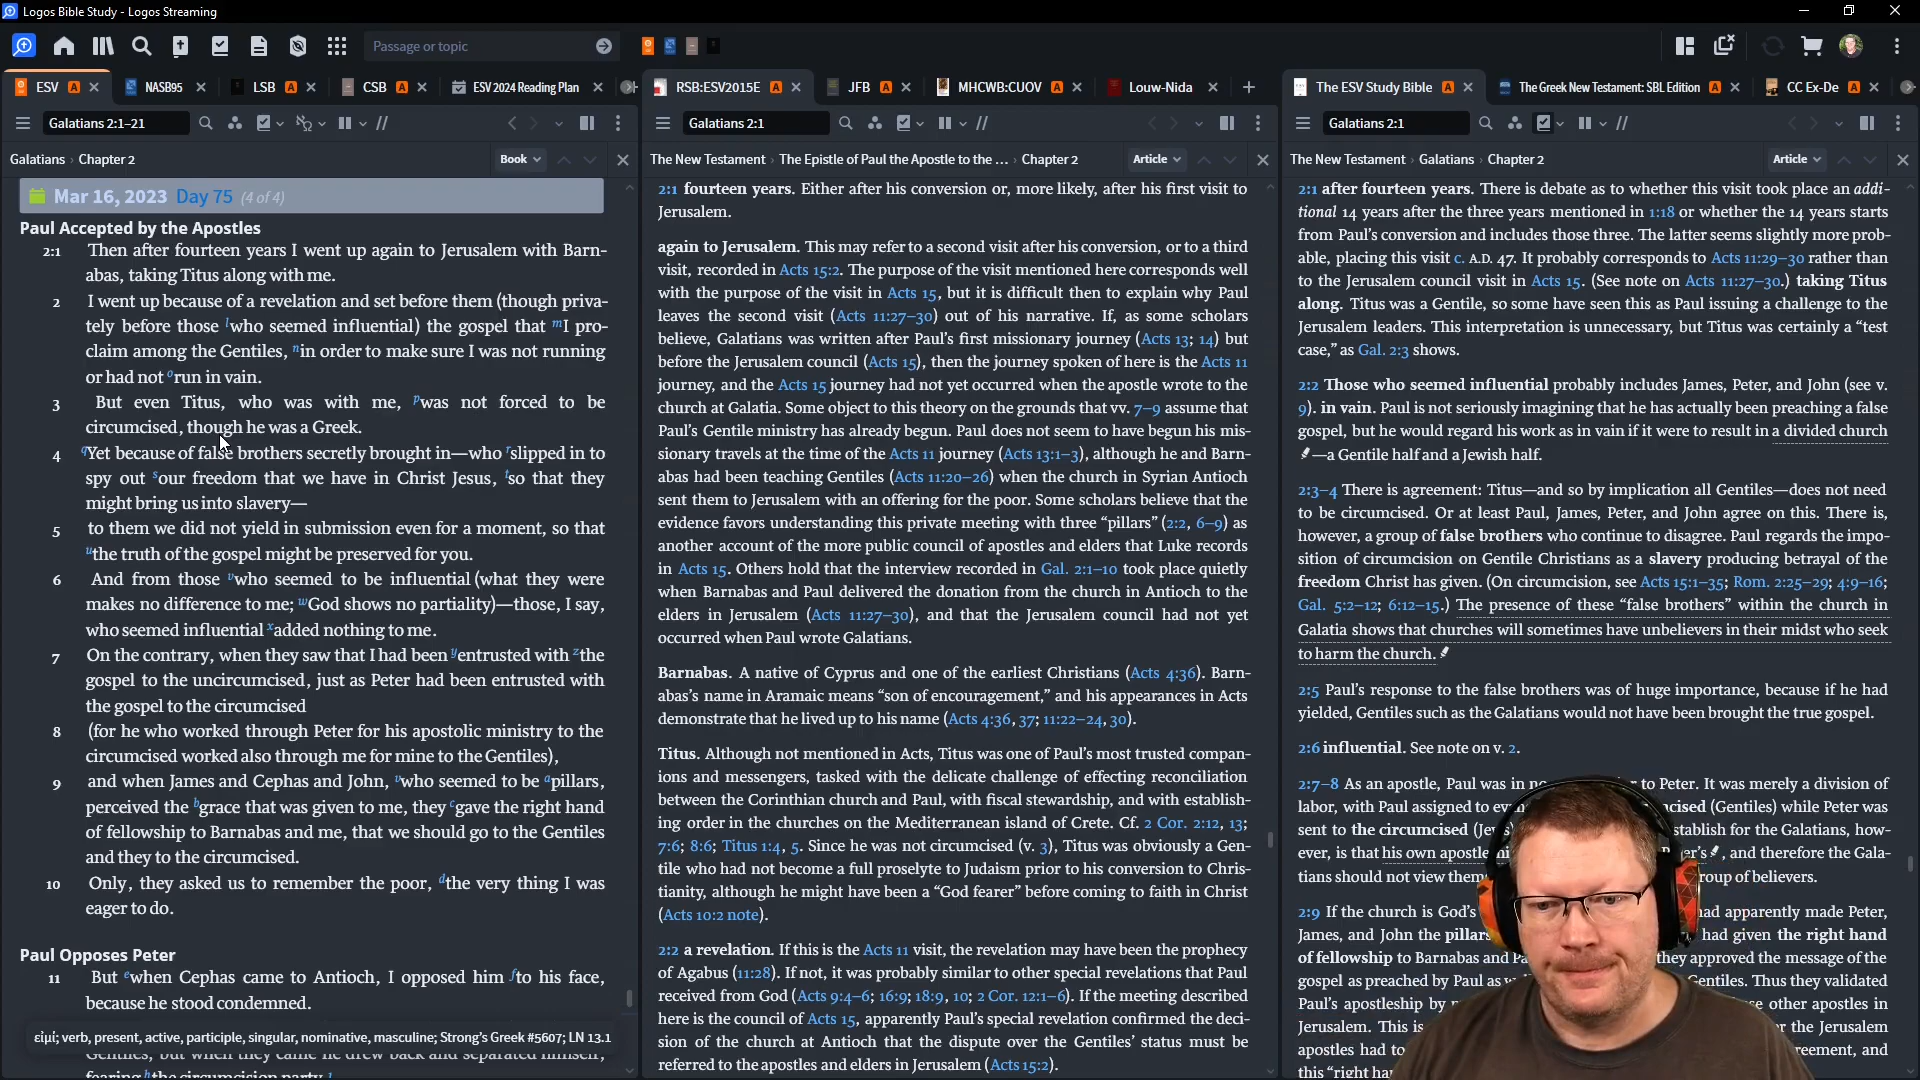 Logos Bible Study - Logos Streaming
Passage or topic
ESV A
NASB95
LSB A
CSB A
ESV 2024 Reading Plan
Galatians 2:1–21
Galatians › Chapter 2
Book
Mar 16, 2023 Day 75 (4 of 4)
Paul Accepted by the Apostles
2:1 Then after fourteen years I went up again to Jerusalem with Barn-
abas, taking Titus along with me.
2 I went up because of a revelation and set before them (though priva-
tely before those l who seemed influential) the gospel that m I pro-
claim among the Gentiles, n in order to make sure I was not running
or had not o run in vain.
3 But even Titus, who was with me, p was not forced to be
circumcised, though he was a Greek.
4 q Yet because of false brothers secretly brought in—who r slipped in to
spy out s our freedom that we have in Christ Jesus, t so that they
might bring us into slavery—
5 to them we did not yield in submission even for a moment, so that
u the truth of the gospel might be preserved for you.
6 And from those v who seemed to be influential (what they were
makes no difference to me; w God shows no partiality)—those, I say,
who seemed influential x added nothing to me.
7 On the contrary, when they saw that I had been y entrusted with z the
gospel to the uncircumcised, just as Peter had been entrusted with
the gospel to the circumcised
8 (for he who worked through Peter for his apostolic ministry to the
circumcised worked also through me for mine to the Gentiles),
9 and when James and Cephas and John, v who seemed to be a pillars,
perceived the b grace that was given to me, they c gave the right hand
of fellowship to Barnabas and me, that we should go to the Gentiles
and they to the circumcised.
10 Only, they asked us to remember the poor, d the very thing I was
eager to do.
Paul Opposes Peter
11 But e when Cephas came to Antioch, I opposed him f to his face,
because he stood condemned.
εἰμί; verb, present, active, participle, singular, nominative, masculine; Strong's Greek #5607; LN 13.1
Gentiles, but when they came he drew back and separated himself,
fearing h the circumcision party.
RSB:ESV2015E A
JFB A
MHCWB:CUOV A
Louw-Nida
Galatians 2:1
The New Testament › The Epistle of Paul the Apostle to the ... › Chapter 2
Article
2:1 fourteen years. Either after his conversion or, more likely, after his first visit to
Jerusalem.
again to Jerusalem. This may refer to a second visit after his conversion, or to a third
visit, recorded in Acts 15:2. The purpose of the visit mentioned here corresponds well
with the purpose of the visit in Acts 15, but it is difficult then to explain why Paul
leaves the second visit (Acts 11:27–30) out of his narrative. If, as some scholars
believe, Galatians was written after Paul's first missionary journey (Acts 13; 14) but
before the Jerusalem council (Acts 15), then the journey spoken of here is the Acts 11
journey, and the Acts 15 journey had not yet occurred when the apostle wrote to the
church at Galatia. Some object to this theory on the grounds that vv. 7–9 assume that
Paul's Gentile ministry has already begun. Paul does not seem to have begun his mis-
sionary travels at the time of the Acts 11 journey (Acts 13:1–3), although he and Barn-
abas had been teaching Gentiles (Acts 11:20–26) when the church in Syrian Antioch
sent them to Jerusalem with an offering for the poor. Some scholars believe that the
evidence favors understanding this private meeting with three “pillars” (2:2, 6–9) as
another account of the more public council of apostles and elders that Luke records
in Acts 15. Others hold that the interview recorded in Gal. 2:1–10 took place quietly
when Barnabas and Paul delivered the donation from the church in Antioch to the
elders in Jerusalem (Acts 11:27–30), and that the Jerusalem council had not yet
occurred when Paul wrote Galatians.
Barnabas. A native of Cyprus and one of the earliest Christians (Acts 4:36). Barn-
abas's name in Aramaic means “son of encouragement,” and his appearances in Acts
demonstrate that he lived up to his name (Acts 4:36, 37; 11:22–24, 30).
Titus. Although not mentioned in Acts, Titus was one of Paul's most trusted compan-
ions and messengers, tasked with the delicate challenge of effecting reconciliation
between the Corinthian church and Paul, with fiscal stewardship, and with establish-
ing order in the churches on the Mediterranean island of Crete. Cf. 2 Cor. 2:12, 13;
7:6; 8:6; Titus 1:4, 5. Since he was not circumcised (v. 3), Titus was obviously a Gen-
tile who had not become a full proselyte to Judaism prior to his conversion to Chris-
tianity, although he might have been a “God fearer” before coming to faith in Christ
(Acts 10:2 note).
2:2 a revelation. If this is the Acts 11 visit, the revelation may have been the prophecy
of Agabus (11:28). If not, it was probably similar to other special revelations that Paul
received from God (Acts 9:4–6; 16:9; 18:9, 10; 2 Cor. 12:1–6). If the meeting described
here is the council of Acts 15, apparently Paul's special revelation confirmed the deci-
sion of the church at Antioch that the dispute over the Gentiles' status must be
referred to the apostles and elders in Jerusalem (Acts 15:2).
The ESV Study Bible A
The Greek New Testament: SBL Edition A
CC Ex-De A
Galatians 2:1
The New Testament › Galatians › Chapter 2
Article
2:1 after fourteen years. There is debate as to whether this visit took place an addi-
tional 14 years after the three years mentioned in 1:18 or whether the 14 years starts
from Paul's conversion and includes those three. The latter seems slightly more prob-
able, placing this visit c. A.D. 47. It probably corresponds to Acts 11:29–30 rather than
to the Jerusalem council visit in Acts 15. (See note on Acts 11:27–30.) taking Titus
along. Titus was a Gentile, so some have seen this as Paul issuing a challenge to the
Jerusalem leaders. This interpretation is unnecessary, but Titus was certainly a “test
case,” as Gal. 2:3 shows.
2:2 Those who seemed influential probably includes James, Peter, and John (see v.
9). in vain. Paul is not seriously imagining that he has actually been preaching a false
gospel, but he would regard his work as in vain if it were to result in a divided church
—a Gentile half and a Jewish half.
2:3–4 There is agreement: Titus—and so by implication all Gentiles—does not need
to be circumcised. Or at least Paul, James, Peter, and John agree on this. There is,
however, a group of false brothers who continue to disagree. Paul regards the impo-
sition of circumcision on Gentile Christians as a slavery producing betrayal of the
freedom Christ has given. (On circumcision, see Acts 15:1–35; Rom. 2:25–29; 4:9–16;
Gal. 5:2–12; 6:12–15.) The presence of these “false brothers” within the church in
Galatia shows that churches will sometimes have unbelievers in their midst who seek
to harm the church.
2:5 Paul's response to the false brothers was of huge importance, because if he had
yielded, Gentiles such as the Galatians would not have been brought the true gospel.
2:6 influential. See note on v. 2.
2:7–8 As an apostle, Paul was in no to Peter. It was merely a division of
labor, with Paul assigned to (Gentiles) while Peter was
sent to the circumcised establish for the Galatians, how-
ever, is that his own , and therefore the Gala-
tians should not view group of believers.
2:9 If the church is God's had apparently made Peter,
James, and John the pillars had given the right hand
of fellowship to Barnabas and they approved the message of the
gospel as preached by Paul as Gentiles. Thus they validated
Paul's apostleship by other apostles in
Jerusalem. This is the Jerusalem
apostles had to agreement, and
this “right